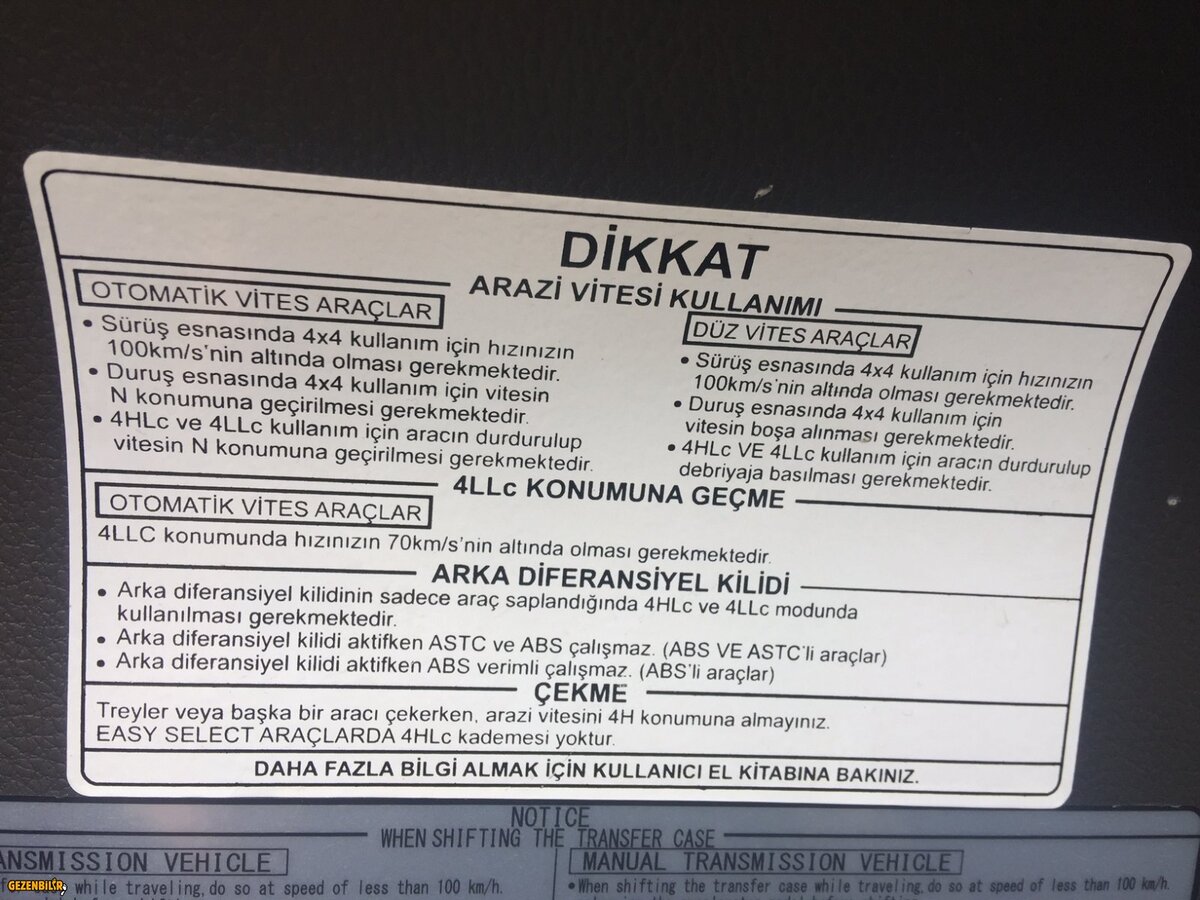 DİKKAT
ARAZİ VİTESİ KULLANIMI
OTOMATİK VİTES ARAÇLAR
• Sürüş esnasında 4x4 kullanım için hızınızın
100km/s'nin altında olması gerekmektedir.
• Duruş esnasında 4x4 kullanım için vitesin
N konumuna geçirilmesi gerekmektedir.
• 4HLc ve 4LLc kullanım için aracın durdurulup
vitesin N konumuna geçirilmesi gerekmektedir.
DÜZ VİTES ARAÇLAR
• Sürüş esnasında 4x4 kullanım için hızınızın
100km/s'nin altında olması gerekmektedir.
• Duruş esnasında 4x4 kullanım için
vitesin boşa alınması gerekmektedir.
• 4HLc VE 4LLc kullanım için aracın durdurulup
debriyaja basılması gerekmektedir.
4LLc KONUMUNA GEÇME
OTOMATİK VİTES ARAÇLAR
4LLC konumunda hızınızın 70km/s'nin altında olması gerekmektedir.
ARKA DİFERANSİYEL KİLİDİ
• Arka diferansiyel kilidinin sadece araç saplandığında 4HLc ve 4LLc modunda
kullanılması gerekmektedir.
• Arka diferansiyel kilidi aktifken ASTC ve ABS çalışmaz. (ABS VE ASTC'li araçlar)
• Arka diferansiyel kilidi aktifken ABS verimli çalışmaz. (ABS'li araçlar)
ÇEKME
Treyler veya başka bir aracı çekerken, arazi vitesini 4H konumuna almayınız.
EASY SELECT ARAÇLARDA 4HLc kademesi yoktur.
DAHA FAZLA BİLGİ ALMAK İÇİN KULLANICI EL KİTABINA BAKINIZ.
NOTICE
WHEN SHIFTING THE TRANSFER CASE
ANSMISSION VEHICLE
while traveling, do so at speed of less than 100 km/h.
MANUAL TRANSMISSION VEHICLE
•When shifting the transfer case while traveling, do so at speed of less than 100 km/h.
GEZENBİLİR